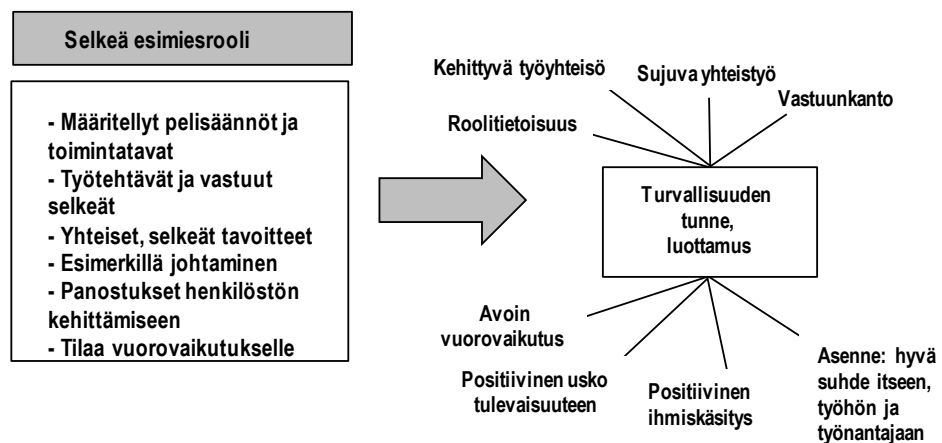 Selkeä esimiesrooli
- Määritellyt pelisäännöt ja
toimintatavat
- Työtehtävät ja vastuut
selkeät
- Yhteiset, selkeät tavoitteet
- Esimerkillä johtaminen
- Panostukset henkilöstön
kehittämiseen
- Tilaa vuorovaikutukselle
Kehittyvä työyhteisö
Sujuva yhteistyö
Vastuunkanto
Roolitietoisuus
Turvallisuuden
tunne,
luottamus
Avoin
vuorovaikutus
Positiivinen usko
tulevaisuuteen
Positiivinen
ihmiskäsitys
Asenne: hyvä
suhde itseen,
työhön ja
työnantajaan